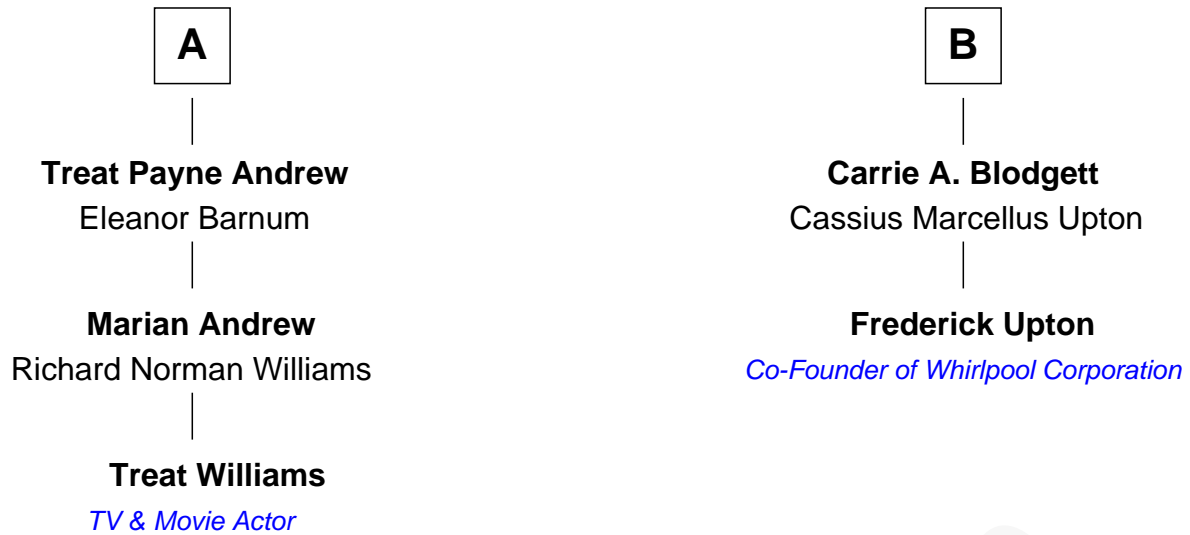 A
Treat Payne Andrew
Eleanor Barnum
Marian Andrew
Richard Norman Williams
Treat Williams
TV & Movie Actor
B
Carrie A. Blodgett
Cassius Marcellus Upton
Frederick Upton
Co-Founder of Whirlpool Corporation